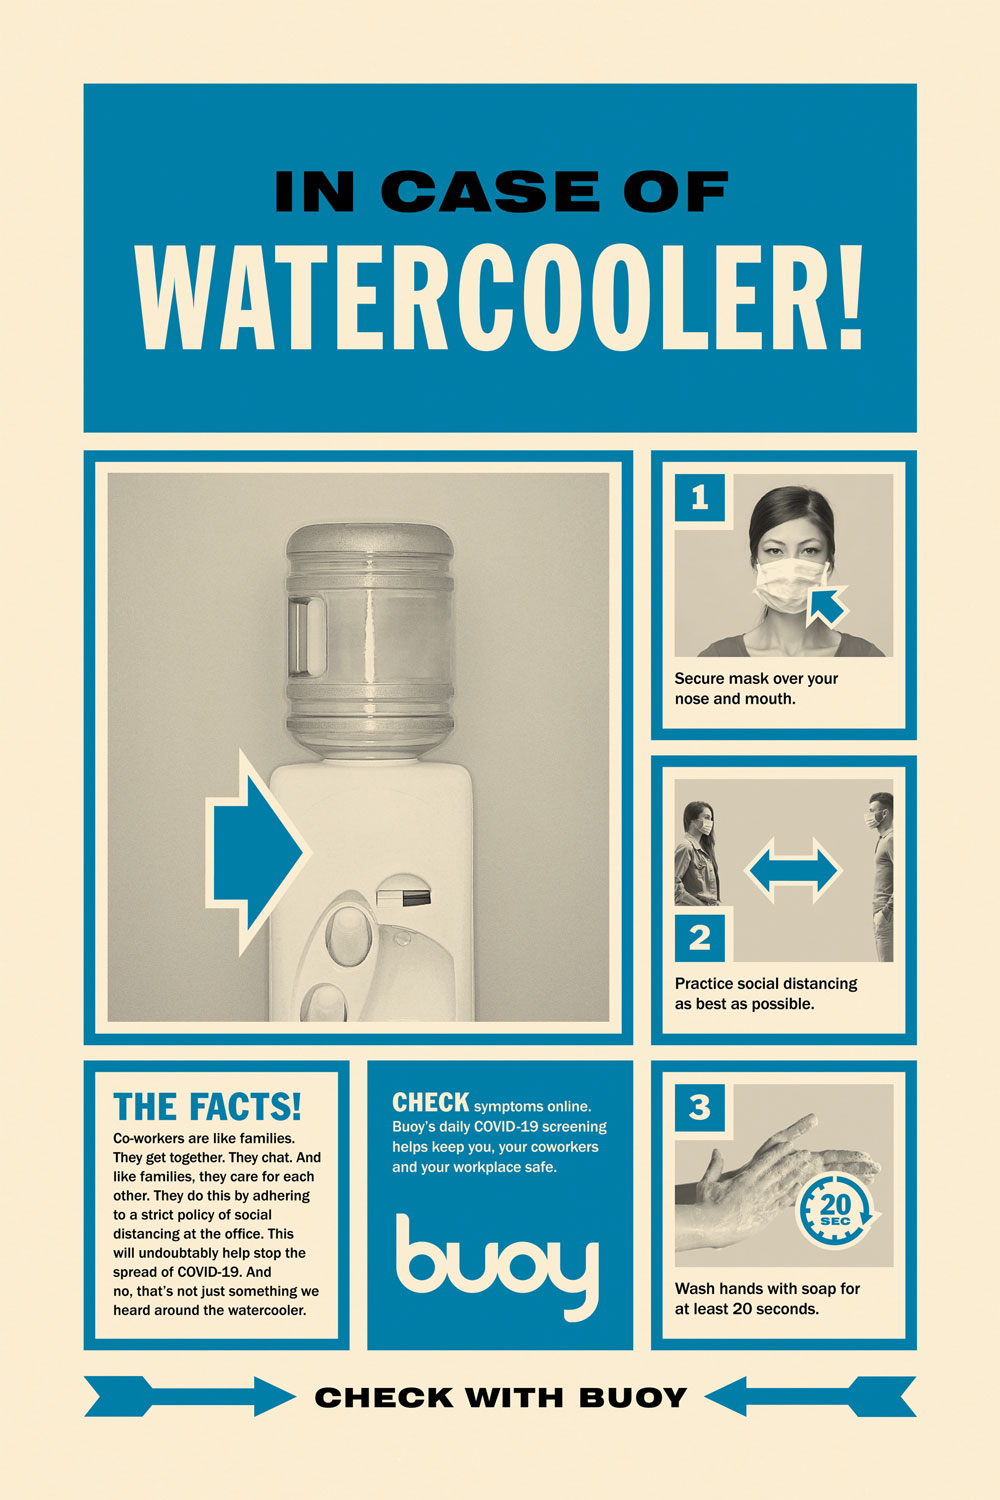 IN CASE OF
WATERCOOLER!
1
Secure mask over your
nose and mouth.
2
Practice social distancing
as best as possible.
THE FACTS!
Co-workers are like families.
They get together. They chat. And
like families, they care for each
other. They do this by adhering
to a strict policy of social
distancing at the office. This
will undoubtably help stop the
spread of COVID-19. And
no, that’s not just something we
heard around the watercooler.
CHECK symptoms online.
Buoy’s daily COVID-19 screening
helps keep you, your coworkers
and your workplace safe.
buoy
3
20
SEC
Wash hands with soap for
at least 20 seconds.
CHECK WITH BUOY